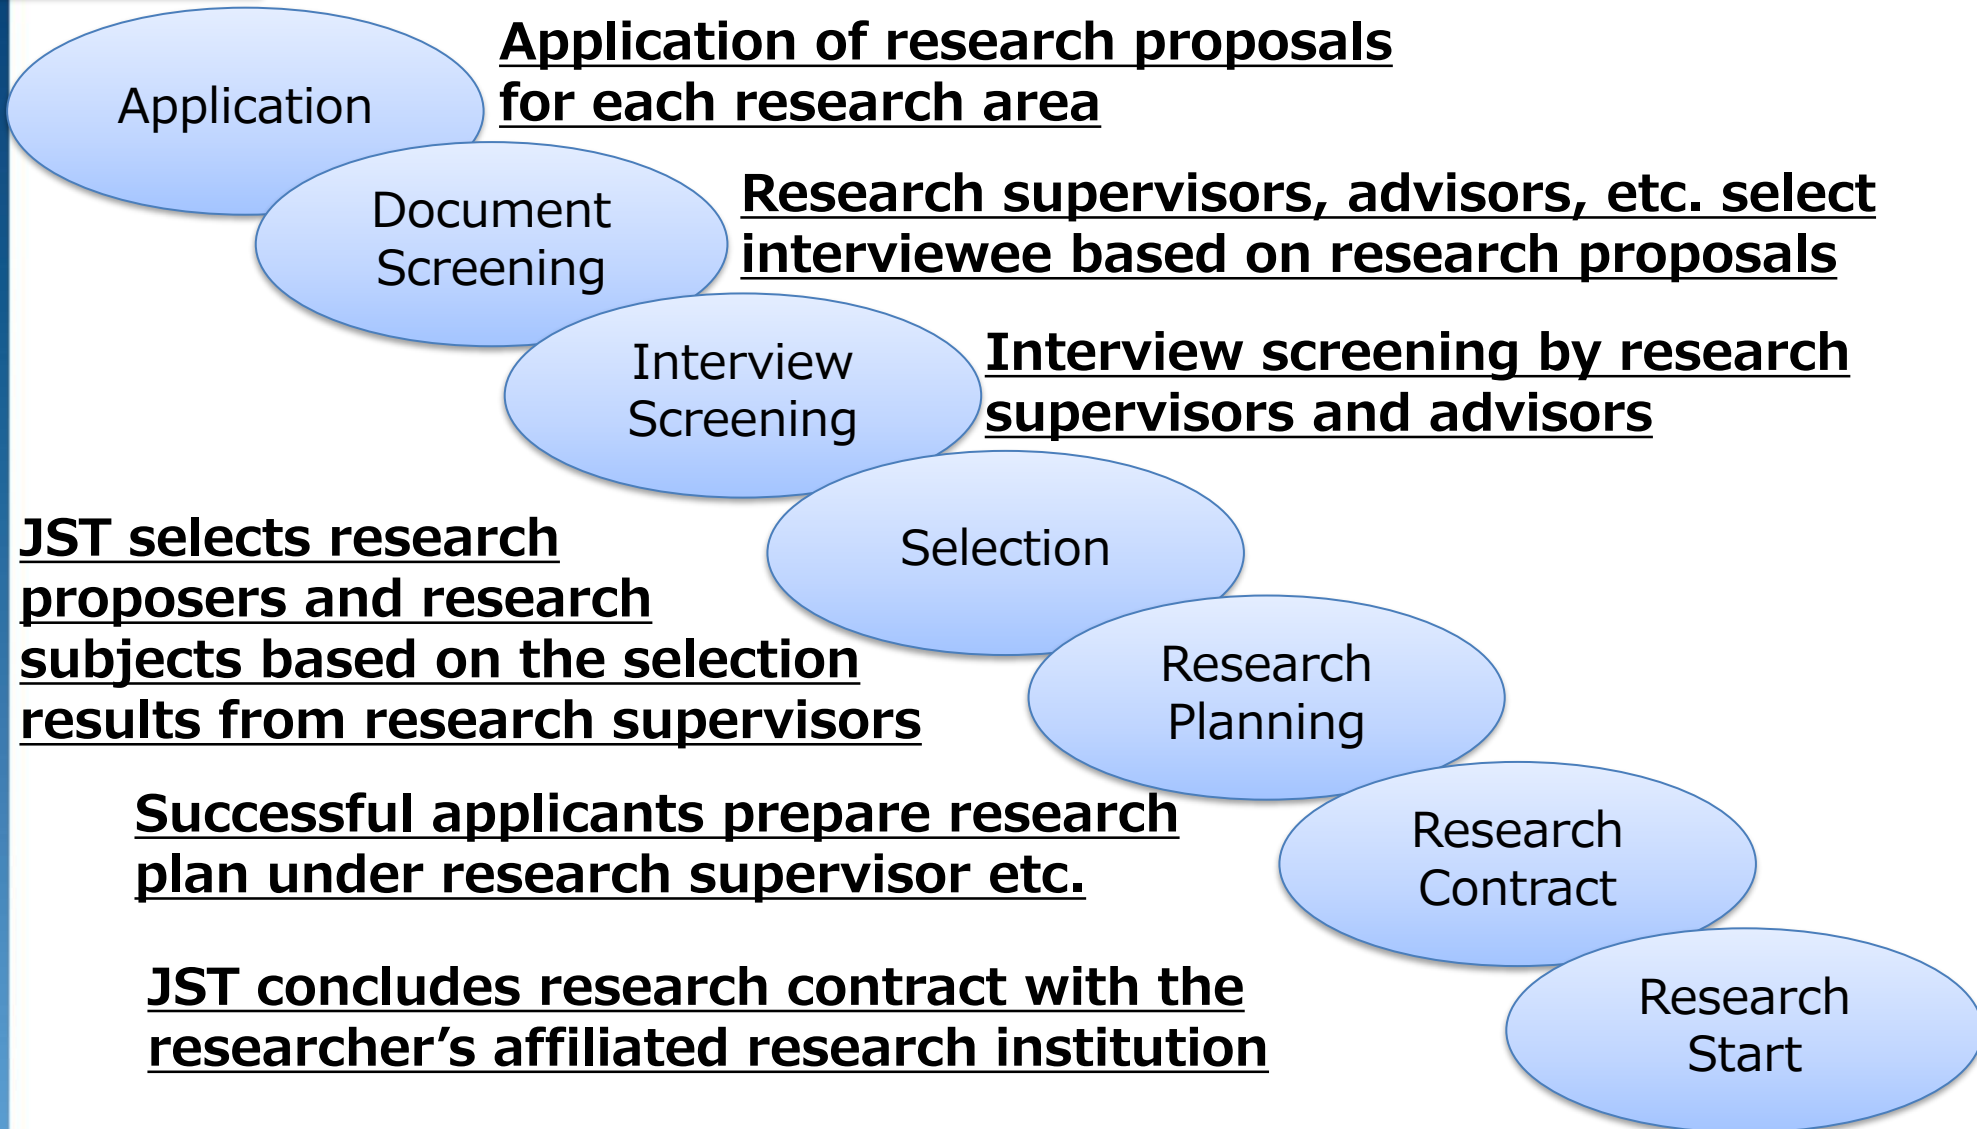 Application
Application of research proposals
for each research area
Document
Screening
Research supervisors, advisors, etc. select
interviewee based on research proposals
Interview
Screening
Interview screening by research
supervisors and advisors
Selection
JST selects research
proposers and research
subjects based on the selection
results from research supervisors
Research
Planning
Successful applicants prepare research
plan under research supervisor etc.
Research
Contract
JST concludes research contract with the
researcher’s affiliated research institution
Research
Start